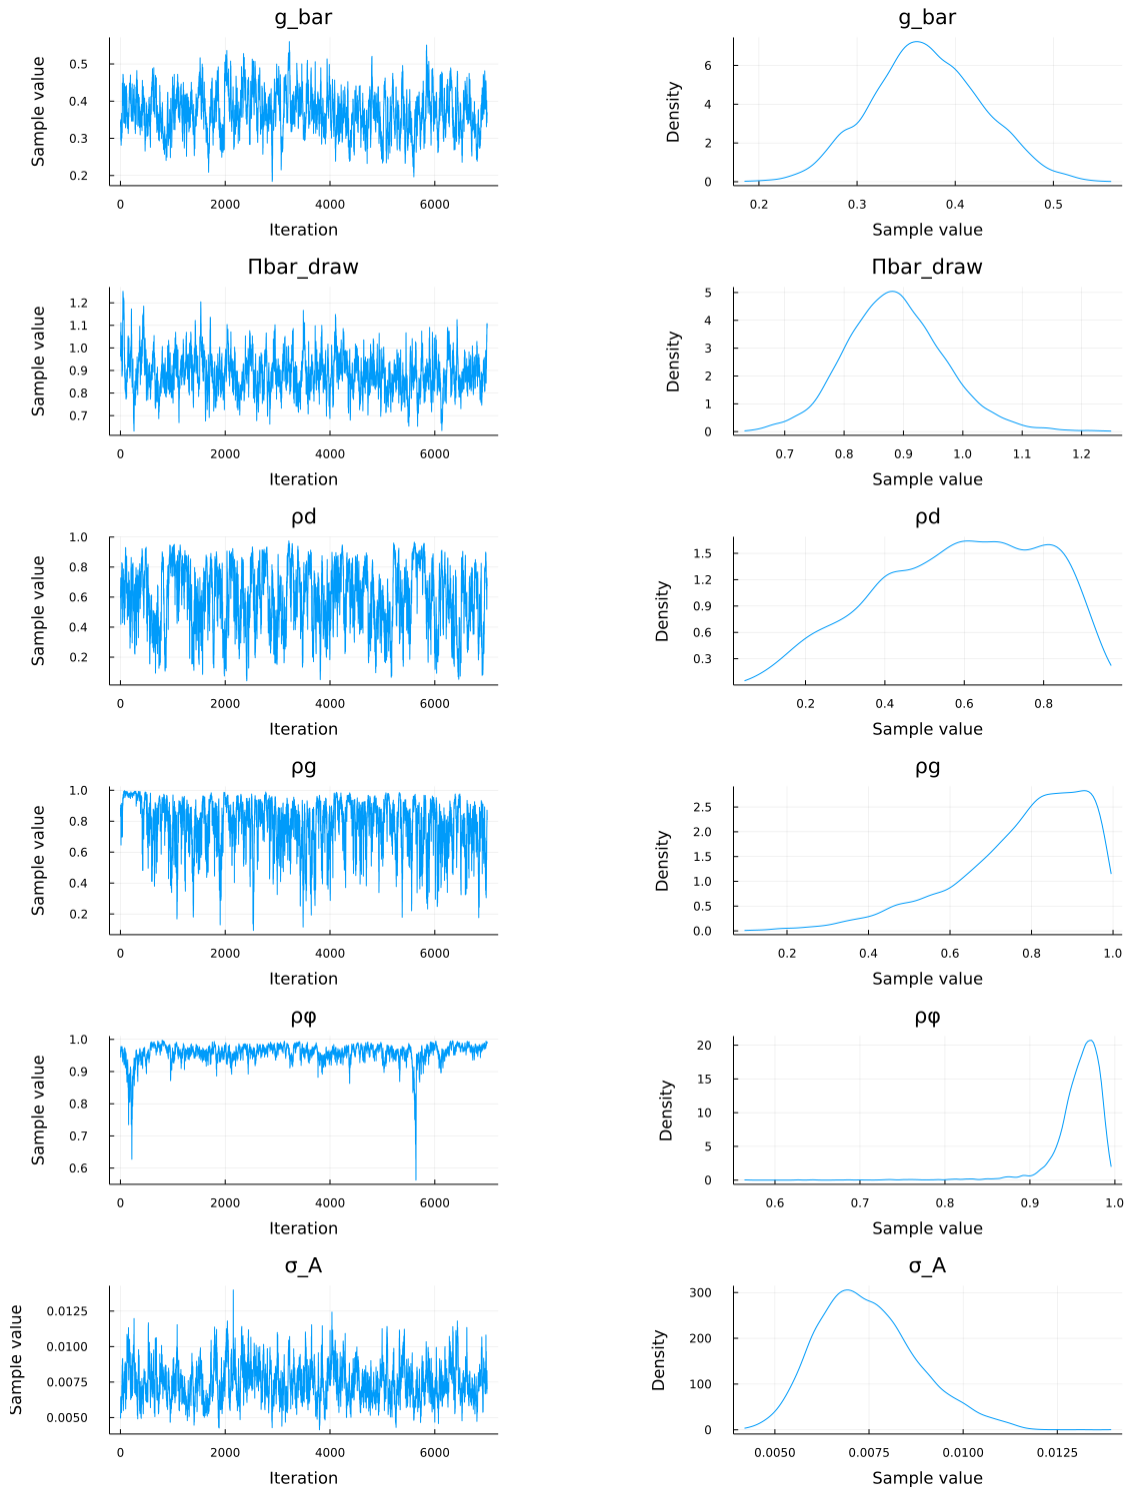 g_bar
g_bar
Sample value
0.5
0.4
0.3
0.2
0 2000 4000 6000
Iteration
Density
6
4
2
0
0.2 0.3 0.4 0.5
Sample value
Πbar_draw
Πbar_draw
Sample value
1.2
1.1
1.0
0.9
0.8
0.7
0 2000 4000 6000
Iteration
Density
5
4
3
2
1
0
0.7 0.8 0.9 1.0 1.1 1.2
Sample value
ρd
ρd
Sample value
1.0
0.8
0.6
0.4
0.2
0 2000 4000 6000
Iteration
Density
1.5
1.2
0.9
0.6
0.3
0.2 0.4 0.6 0.8
Sample value
ρg
ρg
Sample value
1.0
0.8
0.6
0.4
0.2
0 2000 4000 6000
Iteration
Density
2.5
2.0
1.5
1.0
0.5
0.0
0.2 0.4 0.6 0.8 1.0
Sample value
ρφ
ρφ
Sample value
1.0
0.9
0.8
0.7
0.6
0 2000 4000 6000
Iteration
Density
20
15
10
5
0
0.6 0.7 0.8 0.9 1.0
Sample value
σ_A
σ_A
Sample value
0.0125
0.0100
0.0075
0.0050
0 2000 4000 6000
Iteration
Density
300
200
100
0
0.0050 0.0075 0.0100 0.0125
Sample value